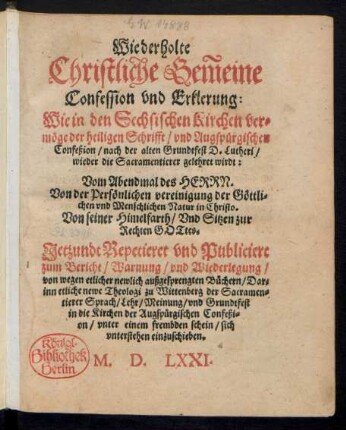 Wiederholte
Christliche Gemeine
Confession vnd Erklerung:
Wie in den Sechsischen Kirchen ver-
möge der heiligen Schrifft / vnd Augspürgischen
Confeßion / nach der alten Grundfest D. Lutheri /
wieder die Sacramentierer gelehret wirdt:
Vom Abendmal des HERRN.
Von der Persönlichen vereinigung der Göttli-
chen vnd Menschlichen Natur in Christo.
Von seiner Himelfarth / Vnd Sitzen zur
Rechten GOTtes.
Jetzundt Repetieret vnd Publiciret
zum Bericht / Warnung / vnd Wiederlegung /
von wegen etlicher newlich außgesprengten Büchern / Dar-
inn etliche newe Theologi zu Wittenberg der Sacramen-
tierer Sprach / Lehr / Meinung / vnd Grundfest
in die Kirchen der Augspürgischen Confeßi-
on / vnter einem frembden schein / sich
vnterstehen einzuschieben.
Königl.
Bibliothek
Berlin
M. D. LXXI.